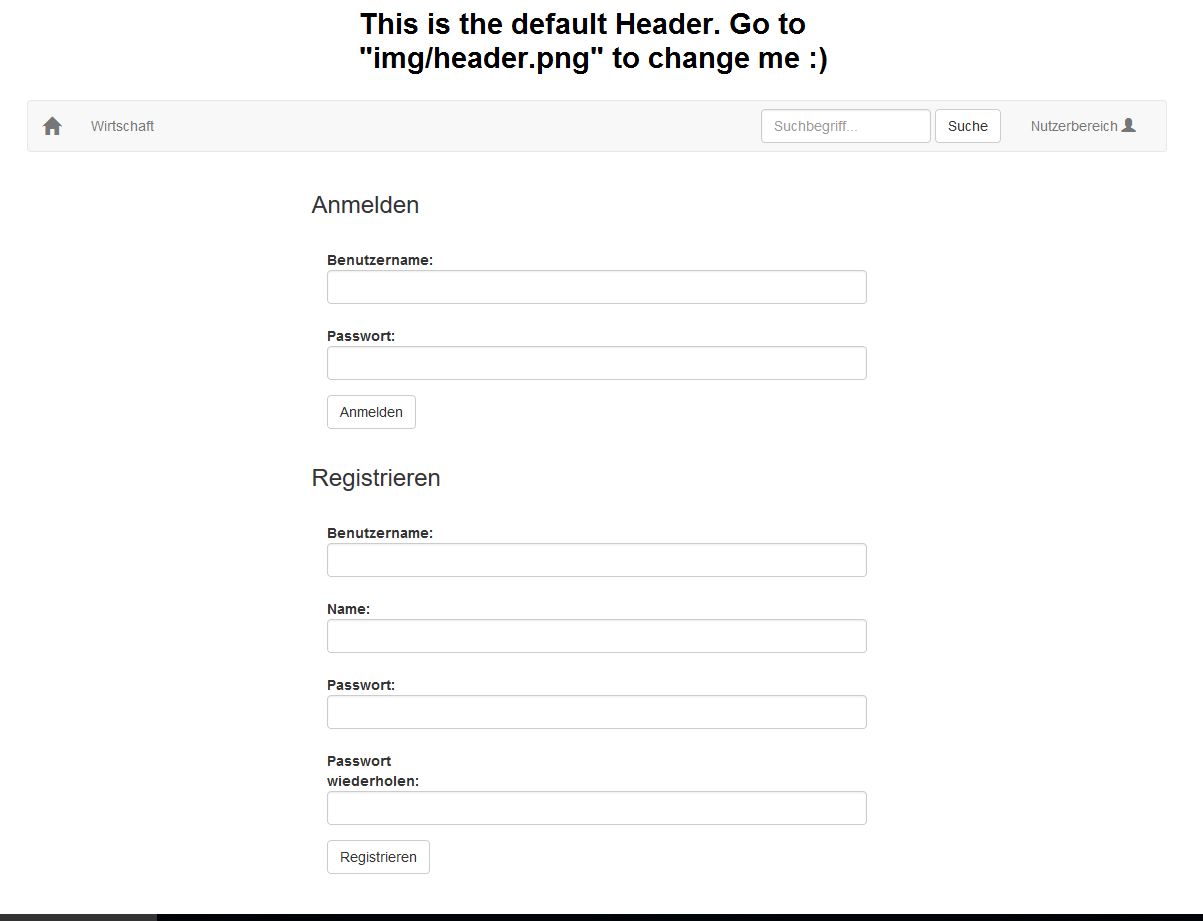 This is the default Header. Go to
"img/header.png" to change me :)
Wirtschaft
Suchbegriff...
Suche
Nutzerbereich
Anmelden
Benutzername:
Passwort:
Anmelden
Registrieren
Benutzername:
Name:
Passwort:
Passwort
wiederholen:
Registrieren